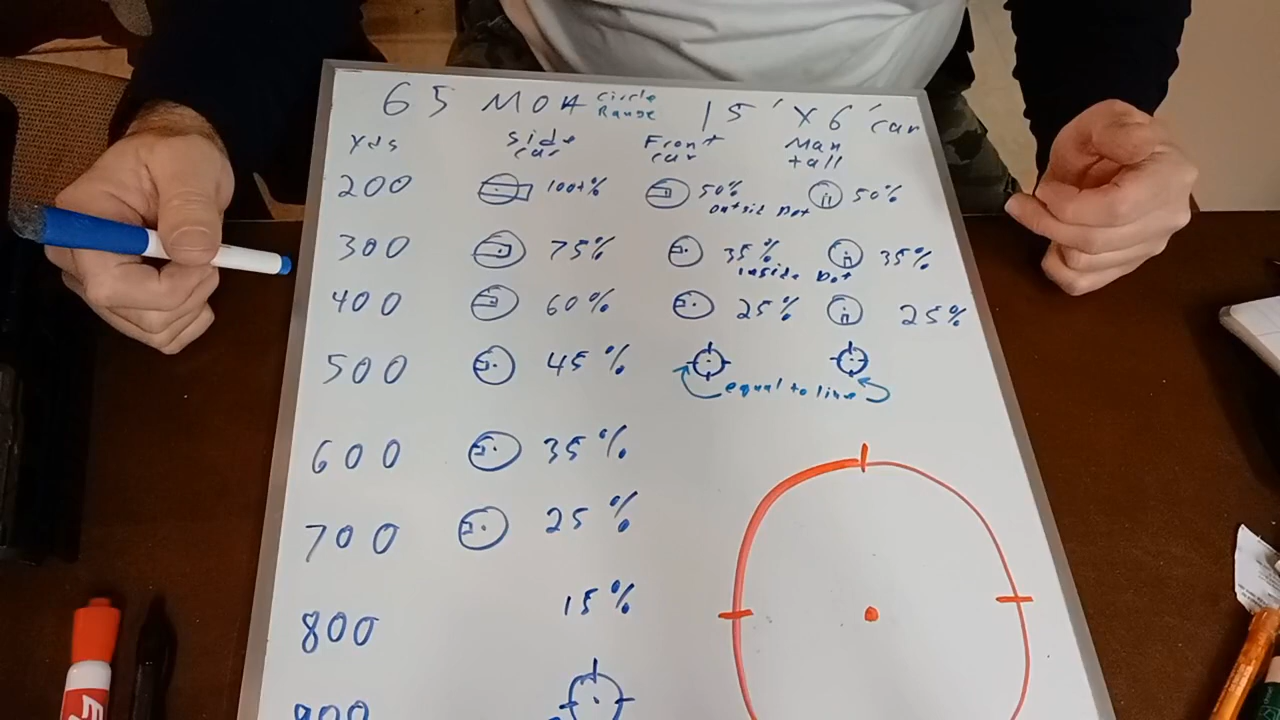 65 MOA Circle Range 15' X 6' car
Yds Side car Front car Man tall
200 100+% 50% 50%
outsid Dot
300 75% 35% 35%
inside Dot
400 60% 25% 25%
500 45%
equal to line
600 35%
700 25%
800 15%
900